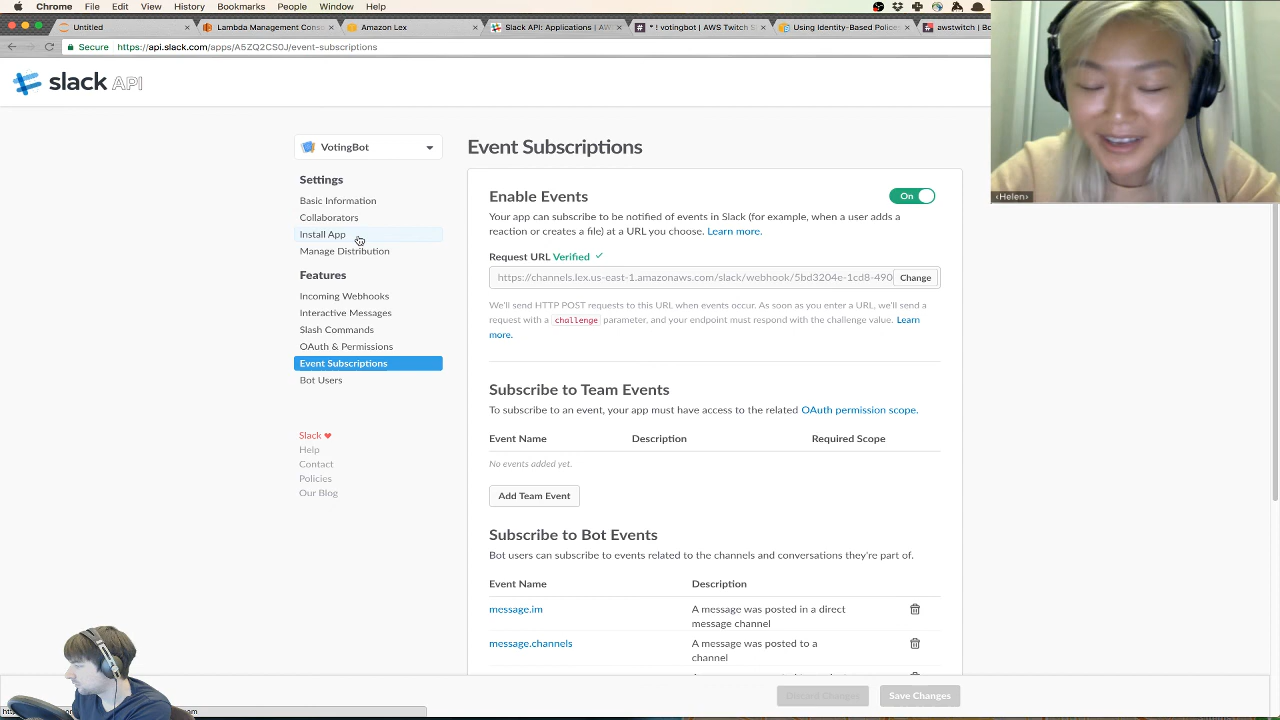 Chrome File Edit View History Bookmarks People Window Help
Untitled
Lambda Management Cons
Amazon Lex
Slack API: Applications | AW
* ! votingbot | AWS Twitch S
Using Identity-Based Polici
awstwitch | Bo
Secure https://api.slack.com/apps/A5ZQ2CS0J/event-subscriptions
slack API
‹Helen›
VotingBot
Settings
Basic Information
Collaborators
Install App
Manage Distribution
Features
Incoming Webhooks
Interactive Messages
Slash Commands
OAuth & Permissions
Event Subscriptions
Bot Users
Slack ♥
Help
Contact
Policies
Our Blog
Event Subscriptions
Enable Events
On
Your app can subscribe to be notified of events in Slack (for example, when a user adds a
reaction or creates a file) at a URL you choose. Learn more.
Request URL Verified ✓
https://channels.lex.us-east-1.amazonaws.com/slack/webhook/5bd3204e-1cd8-490
Change
We'll send HTTP POST requests to this URL when events occur. As soon as you enter a URL, we'll send a
request with a challenge parameter, and your endpoint must respond with the challenge value. Learn
more.
Subscribe to Team Events
To subscribe to an event, your app must have access to the related OAuth permission scope.
Event Name Description Required Scope
No events added yet.
Add Team Event
Subscribe to Bot Events
Bot users can subscribe to events related to the channels and conversations they're part of.
Event Name Description
message.im A message was posted in a direct
message channel
message.channels A message was posted to a
channel
Discard Changes Save Changes